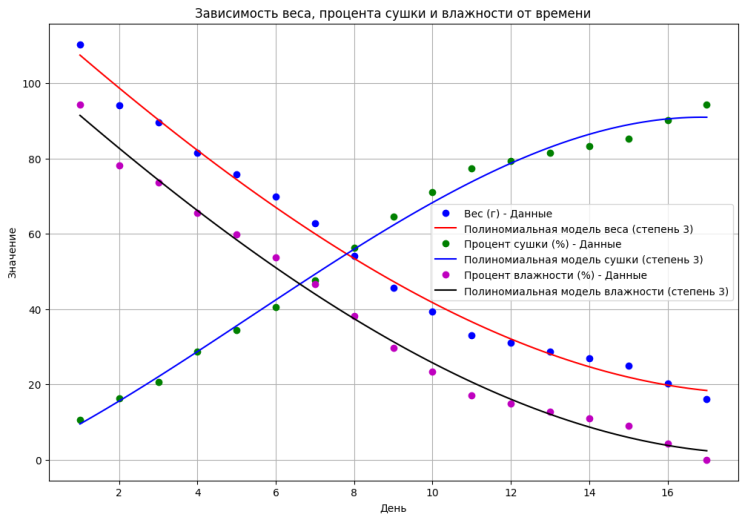 Зависимость веса, процента сушки и влажности от времени
Значение
100
80
60
40
20
0
Вес (г) - Данные
Полиномиальная модель веса (степень 3)
Процент сушки (%) - Данные
Полиномиальная модель сушки (степень 3)
Процент влажности (%) - Данные
Полиномиальная модель влажности (степень 3)
2 4 6 8 10 12 14 16
День